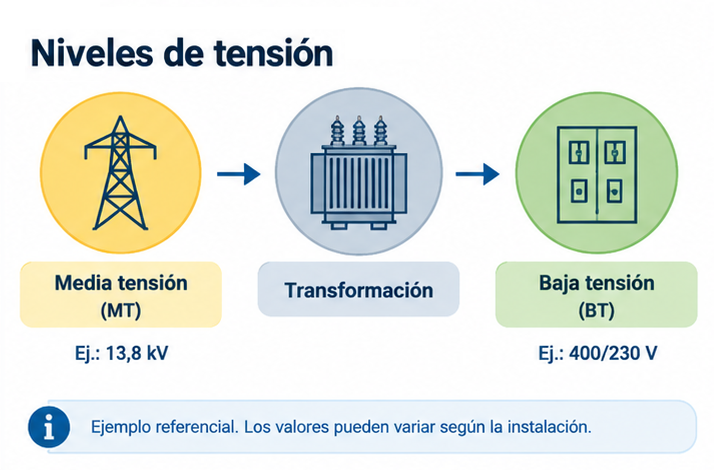 Niveles de tensión
Media tensión
(MT)
Transformación
Baja tensión
(BT)
Ej.: 13,8 kV
Ej.: 400/230 V
i
Ejemplo referencial. Los valores pueden variar según la instalación.